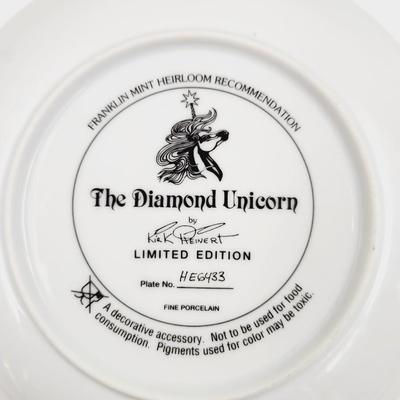 FRANKLIN MINT HEIRLOOM RECOMMENDATION
The Diamond Unicorn
by
Kirk Reinert
LIMITED EDITION
Plate No. HE6433
FINE PORCELAIN
A decorative accessory. Not to be used for food
consumption. Pigments used for color may be toxic.